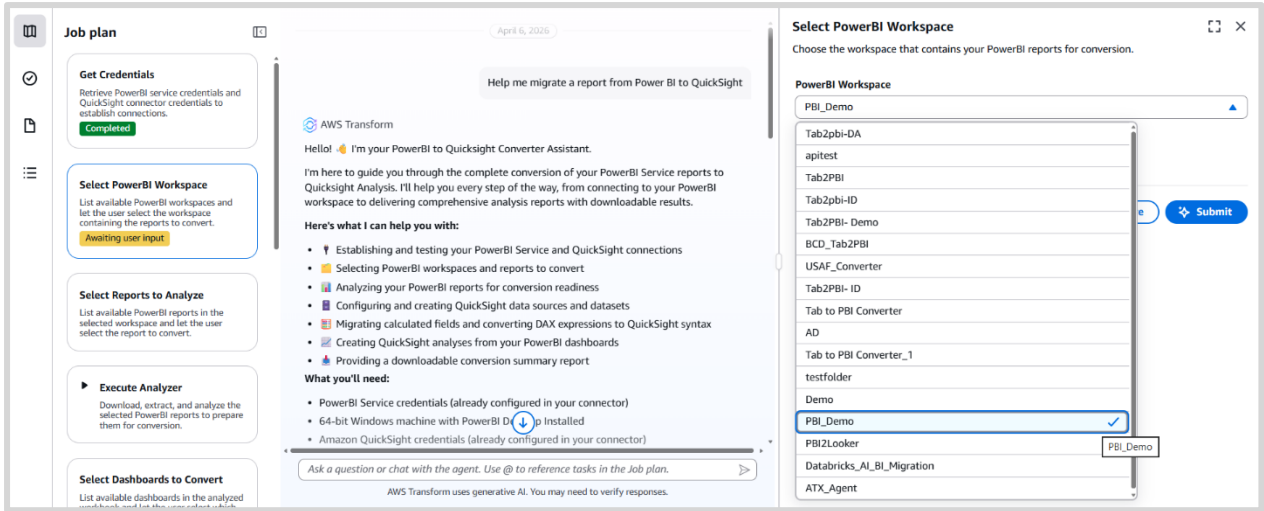 Job plan
Get Credentials
Retrieve PowerBI service credentials and
QuickSight connector credentials to
establish connections.
Completed
Select PowerBI Workspace
List available PowerBI workspaces and
let the user select the workspace
containing the reports to convert.
Awaiting user input
Select Reports to Analyze
List available PowerBI reports in the
selected workspace and let the user
select the report to convert.
Execute Analyzer
Download, extract, and analyze the
selected PowerBI reports to prepare
them for conversion.
Select Dashboards to Convert
List available dashboards in the analyzed
workbook and let the user select which
April 6, 2026
Help me migrate a report from Power BI to QuickSight
AWS Transform
Hello! 👋 I'm your PowerBI to Quicksight Converter Assistant.
I'm here to guide you through the complete conversion of your PowerBI Service reports to
Quicksight Analysis. I'll help you every step of the way, from connecting to your PowerBI
workspace to delivering comprehensive analysis reports with downloadable results.
Here's what I can help you with:
• Establishing and testing your PowerBI Service and QuickSight connections
• Selecting PowerBI workspaces and reports to convert
• Analyzing your PowerBI reports for conversion readiness
• Configuring and creating QuickSight data sources and datasets
• Migrating calculated fields and converting DAX expressions to QuickSight syntax
• Creating QuickSight analyses from your PowerBI dashboards
• Providing a downloadable conversion summary report
What you'll need:
• PowerBI Service credentials (already configured in your connector)
• 64-bit Windows machine with PowerBI De p Installed
• Amazon QuickSight credentials (already configured in your connector)
Ask a question or chat with the agent. Use @ to reference tasks in the Job plan.
AWS Transform uses generative AI. You may need to verify responses.
Select PowerBI Workspace
Choose the workspace that contains your PowerBI reports for conversion.
PowerBI Workspace
PBI_Demo
Tab2pbi-DA
apitest
Tab2PBI
Tab2pbi-ID
Tab2PBI- Demo
BCD_Tab2PBI
USAF_Converter
Tab2PBI- ID
Tab to PBI Converter
AD
Tab to PBI Converter_1
testfolder
Demo
PBI_Demo
PBI2Looker
Databricks_AI_BI_Migration
ATX_Agent
e
Submit
PBI_Demo